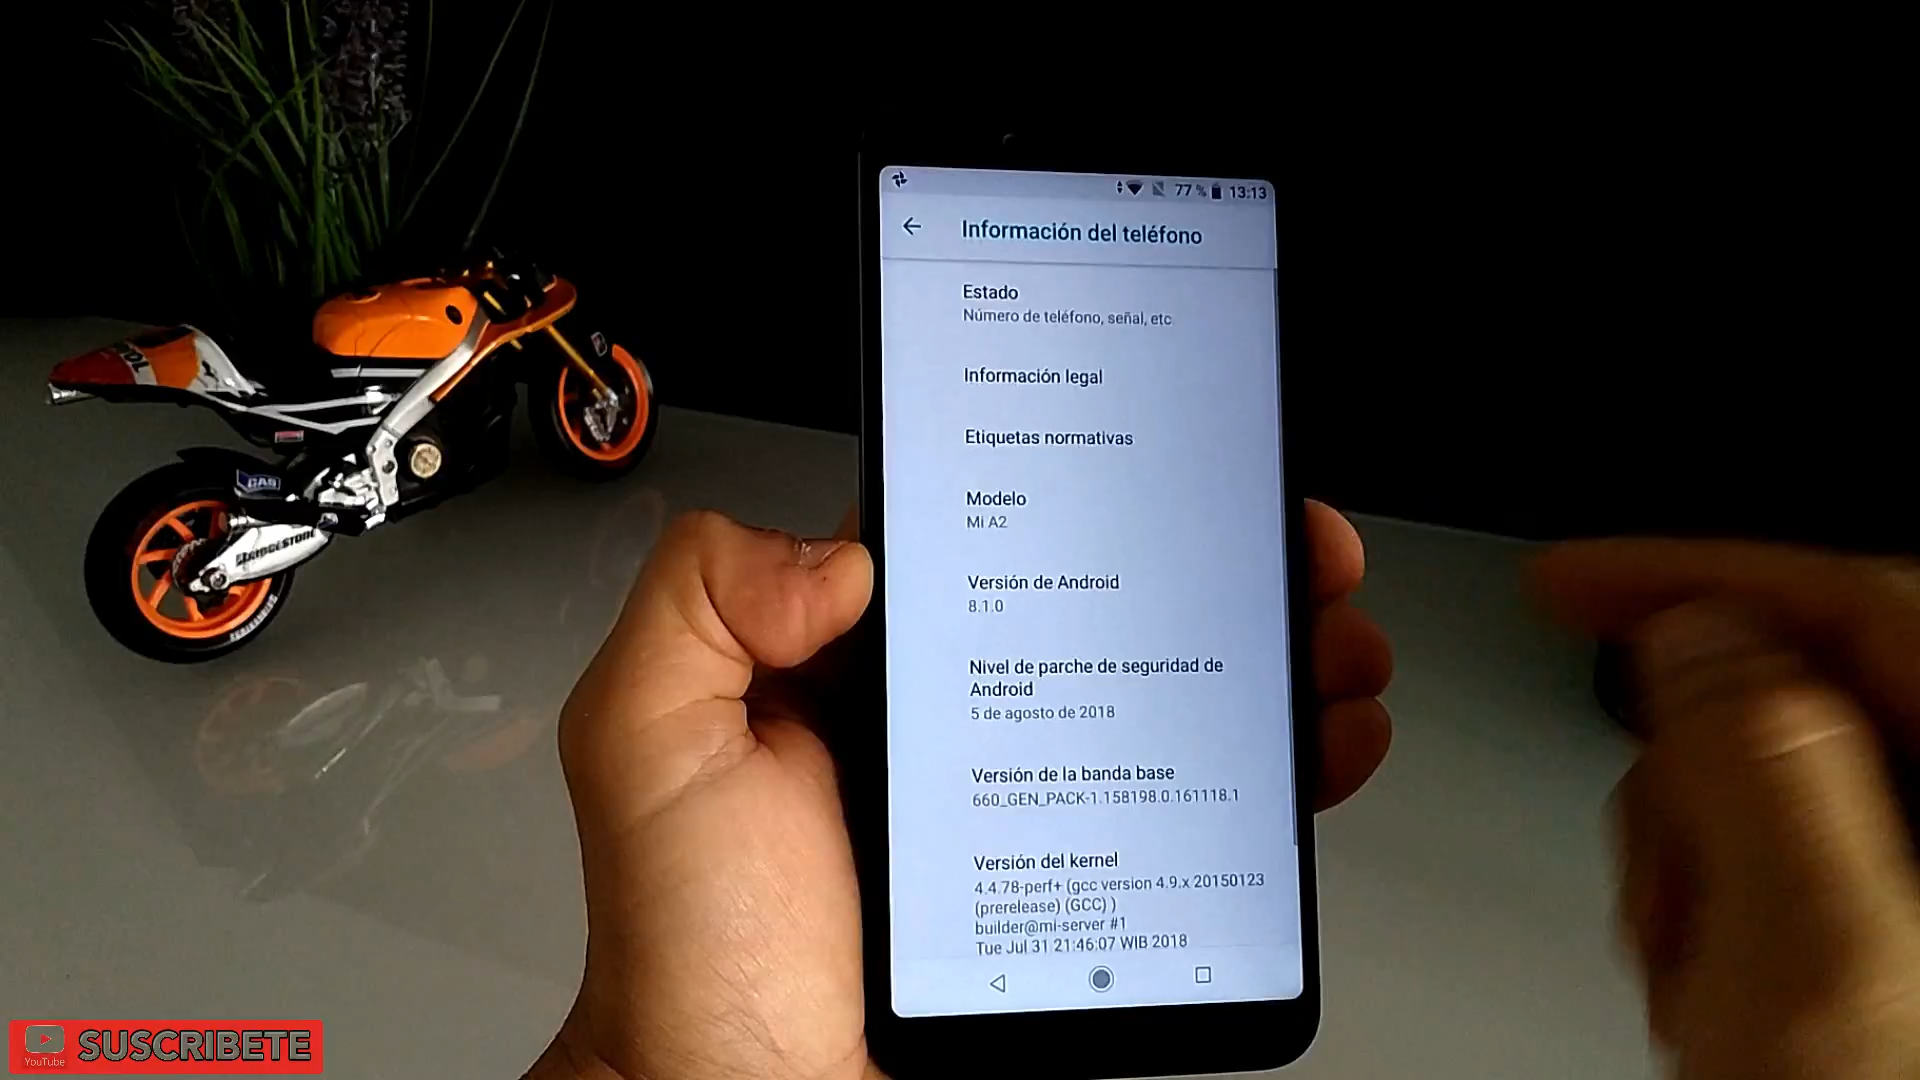 77 % 13:13
Información del teléfono
Estado
Número de teléfono, señal, etc
Información legal
Etiquetas normativas
Modelo
Mi A2
Versión de Android
8.1.0
Nivel de parche de seguridad de
Android
5 de agosto de 2018
Versión de la banda base
660_GEN_PACK-1.158198.0.161118.1
Versión del kernel
4.4.78-perf+ (gcc version 4.9.x 20150123
(prerelease) (GCC) )
builder@mi-server #1
Tue Jul 31 21:46:07 WIB 2018
BRIDGESTONE
YouTube
SUSCRIBETE